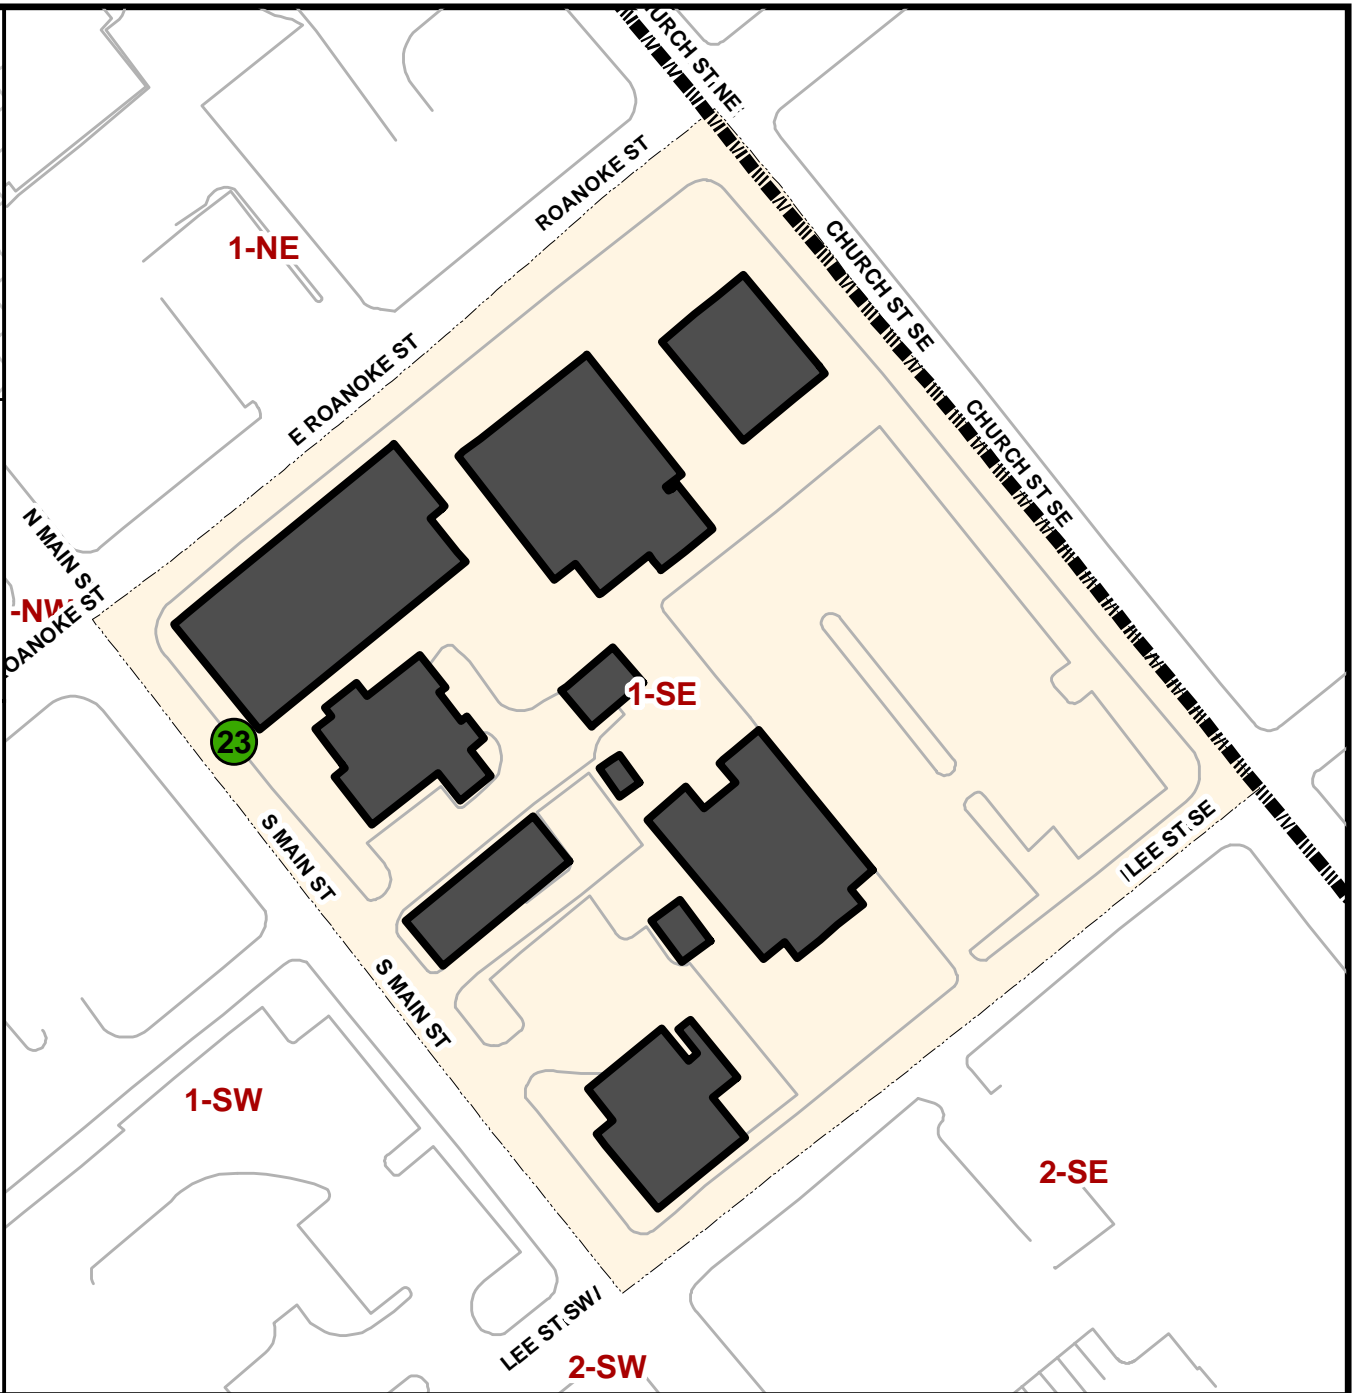 URCH ST NE
ROANOKE ST
CHURCH ST SE
1-NE
E ROANOKE ST
CHURCH ST SE
N MAIN ST
-NW
OANOKE ST
1-SE
23
S MAIN ST
LEE ST SE
S MAIN ST
1-SW
2-SE
LEE ST SW
2-SW